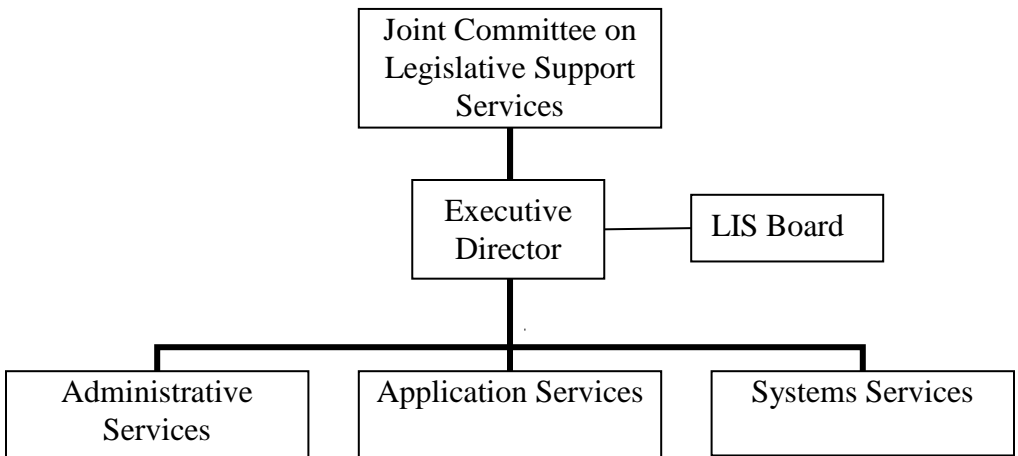 Joint Committee on
Legislative Support
Services
Executive
Director
LIS Board
Administrative
Services
Application Services
Systems Services